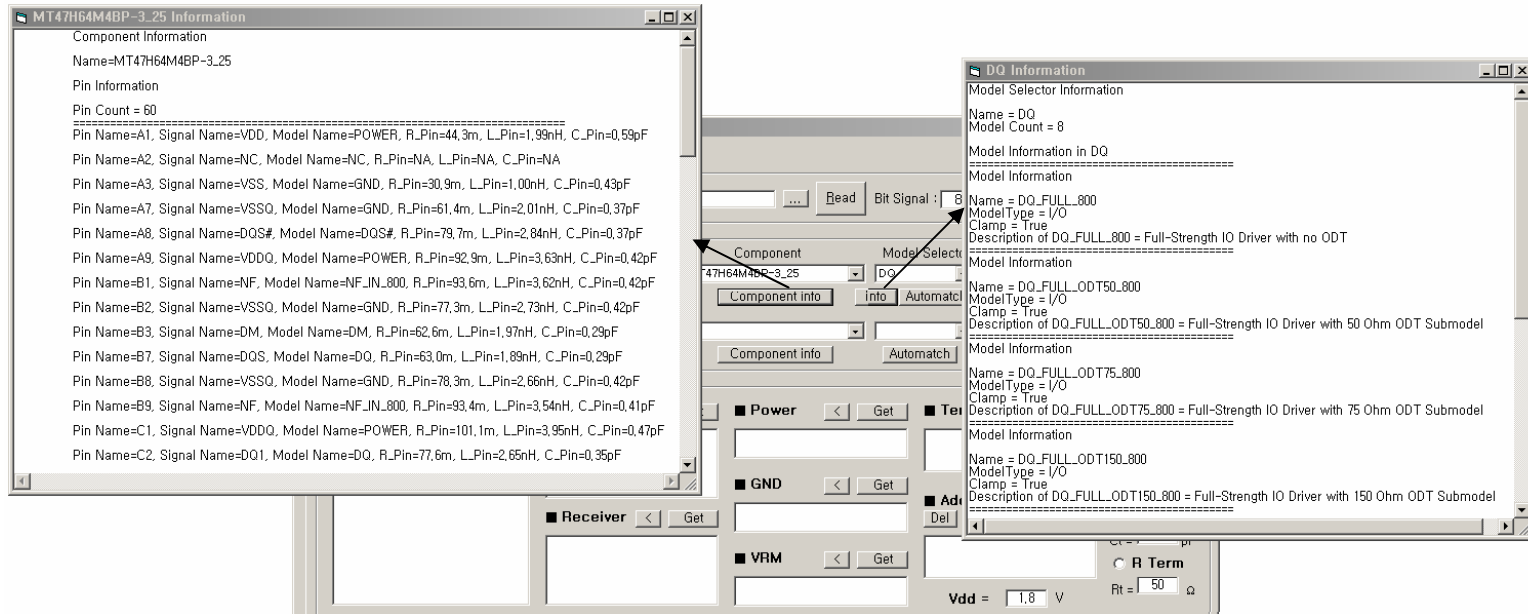 MT47H64M4BP-3_25 Information
Component Information
Name=MT47H64M4BP-3_25
Pin Information
Pin Count = 60
================================================================================
Pin Name=A1, Signal Name=VDD, Model Name=POWER, R_Pin=44,3m, L_Pin=1,99nH, C_Pin=0,59pF
Pin Name=A2, Signal Name=NC, Model Name=NC, R_Pin=NA, L_Pin=NA, C_Pin=NA
Pin Name=A3, Signal Name=VSS, Model Name=GND, R_Pin=30,9m, L_Pin=1,00nH, C_Pin=0,43pF
Pin Name=A7, Signal Name=VSSQ, Model Name=GND, R_Pin=61,4m, L_Pin=2,01nH, C_Pin=0,37pF
Pin Name=A8, Signal Name=DQS#, Model Name=DQS#, R_Pin=79,7m, L_Pin=2,84nH, C_Pin=0,37pF
Pin Name=A9, Signal Name=VDDQ, Model Name=POWER, R_Pin=92,9m, L_Pin=3,63nH, C_Pin=0,42pF
Pin Name=B1, Signal Name=NF, Model Name=NF_IN_800, R_Pin=93,6m, L_Pin=3,62nH, C_Pin=0,42pF
Pin Name=B2, Signal Name=VSSQ, Model Name=GND, R_Pin=77,3m, L_Pin=2,73nH, C_Pin=0,42pF
Pin Name=B3, Signal Name=DM, Model Name=DM, R_Pin=62,6m, L_Pin=1,97nH, C_Pin=0,29pF
Pin Name=B7, Signal Name=DQS, Model Name=DQ, R_Pin=63,0m, L_Pin=1,89nH, C_Pin=0,29pF
Pin Name=B8, Signal Name=VSSQ, Model Name=GND, R_Pin=78,3m, L_Pin=2,66nH, C_Pin=0,42pF
Pin Name=B9, Signal Name=NF, Model Name=NF_IN_800, R_Pin=93,4m, L_Pin=3,54nH, C_Pin=0,41pF
Pin Name=C1, Signal Name=VDDQ, Model Name=POWER, R_Pin=101,1m, L_Pin=3,95nH, C_Pin=0,47pF
Pin Name=C2, Signal Name=DQ1, Model Name=DQ, R_Pin=77,6m, L_Pin=2,65nH, C_Pin=0,35pF
... Read Bit Signal : 8
Component Model Selecto
T47H64M4BP-3_25 DQ
Component info info Automatch
Component info Automatch
Power < Get
GND < Get
Receiver < Get
Del
VRM < Get
R Term
Vdd = 1,8 V Rt = 50 Ω
DQ Information
Model Selector Information
Name = DQ
Model Count = 8
Model Information in DQ
===========================================
Model Information
Name = DQ_FULL_800
ModelType = I/O
Clamp = True
Description of DQ_FULL_800 = Full-Strength IO Driver with no ODT
===========================================
Model Information
Name = DQ_FULL_ODT50_800
ModelType = I/O
Clamp = True
Description of DQ_FULL_ODT50_800 = Full-Strength IO Driver with 50 Ohm ODT Submodel
===========================================
Model Information
Name = DQ_FULL_ODT75_800
ModelType = I/O
Clamp = True
Description of DQ_FULL_ODT75_800 = Full-Strength IO Driver with 75 Ohm ODT Submodel
===========================================
Model Information
Name = DQ_FULL_ODT150_800
ModelType = I/O
Clamp = True
Description of DQ_FULL_ODT150_800 = Full-Strength IO Driver with 150 Ohm ODT Submodel
===========================================